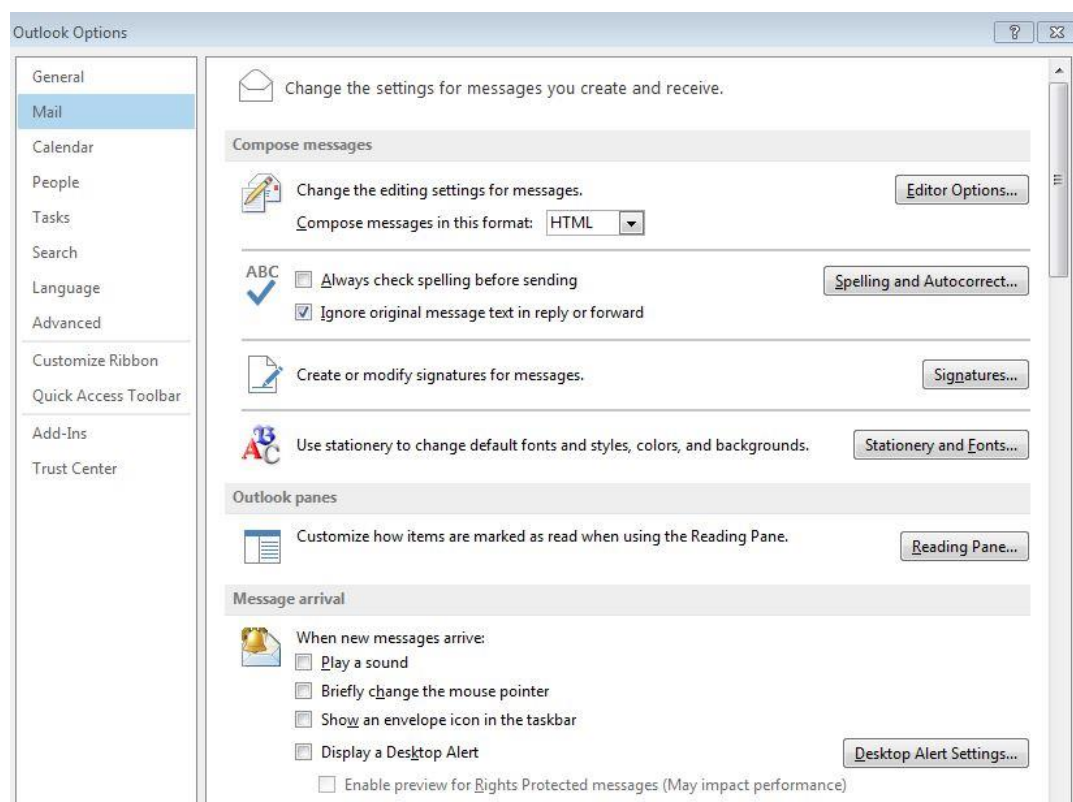 Outlook Options
General
Mail
Calendar
People
Tasks
Search
Language
Advanced
Customize Ribbon
Quick Access Toolbar
Add-Ins
Trust Center
Change the settings for messages you create and receive.
Compose messages
Change the editing settings for messages.
Editor Options...
Compose messages in this format: HTML
ABC
Always check spelling before sending
Spelling and Autocorrect...
Ignore original message text in reply or forward
Create or modify signatures for messages.
Signatures...
Use stationery to change default fonts and styles, colors, and backgrounds.
Stationery and Fonts...
Outlook panes
Customize how items are marked as read when using the Reading Pane.
Reading Pane...
Message arrival
When new messages arrive:
Play a sound
Briefly change the mouse pointer
Show an envelope icon in the taskbar
Display a Desktop Alert
Desktop Alert Settings...
Enable preview for Rights Protected messages (May impact performance)